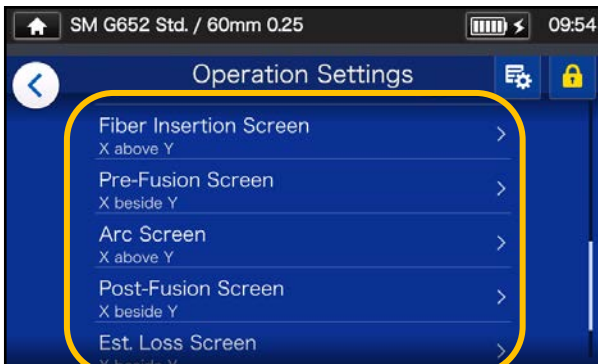 SM G652 Std. / 60mm 0.25
09:54
Operation Settings
Fiber Insertion Screen
X above Y
Pre-Fusion Screen
X beside Y
Arc Screen
X above Y
Post-Fusion Screen
X beside Y
Est. Loss Screen
X beside Y